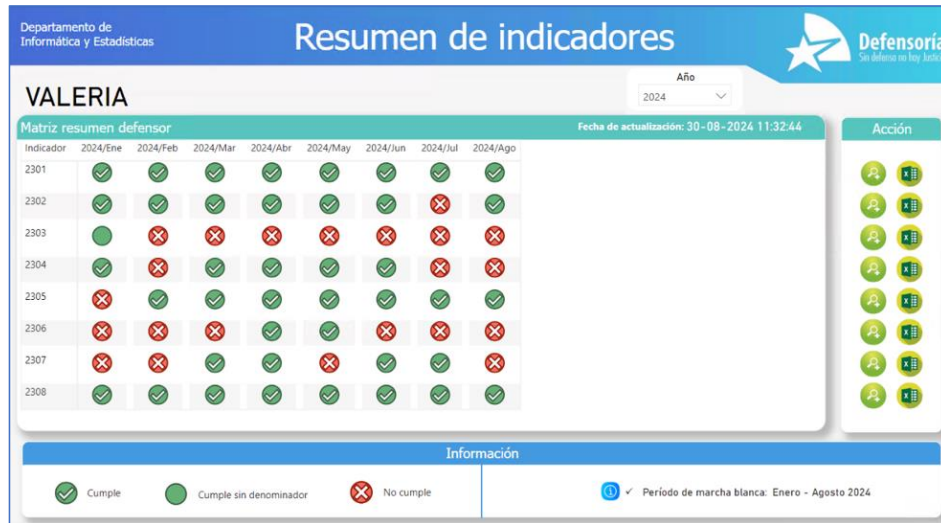 Departamento de
Informática y Estadísticas
Resumen de indicadores
Defensoría
Sin defensa no hay Justic
Año
2024
VALERIA
Matriz resumen defensor
Fecha de actualización: 30-08-2024 11:32:44
Acción
Indicador 2024/Ene 2024/Feb 2024/Mar 2024/Abr 2024/May 2024/Jun 2024/Jul 2024/Ago
2301
2302
2303
2304
2305
2306
2307
2308
Información
Cumple
Cumple sin denominador
No cumple
Período de marcha blanca: Enero - Agosto 2024